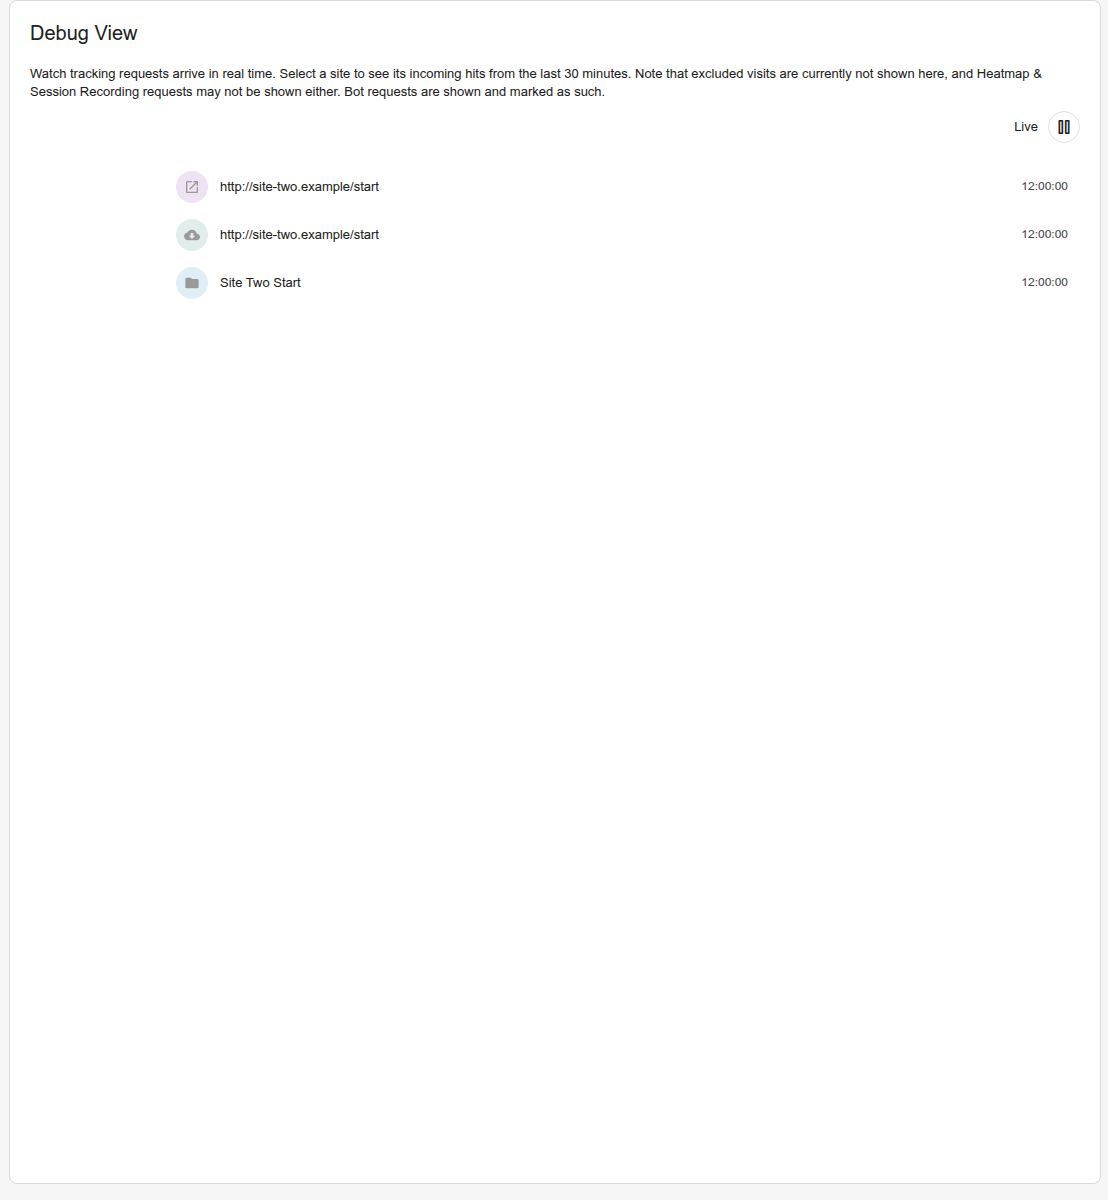 Debug View
Watch tracking requests arrive in real time. Select a site to see its incoming hits from the last 30 minutes. Note that excluded visits are currently not shown here, and Heatmap &
Session Recording requests may not be shown either. Bot requests are shown and marked as such.
Live
http://site-two.example/start 12:00:00
http://site-two.example/start 12:00:00
Site Two Start 12:00:00